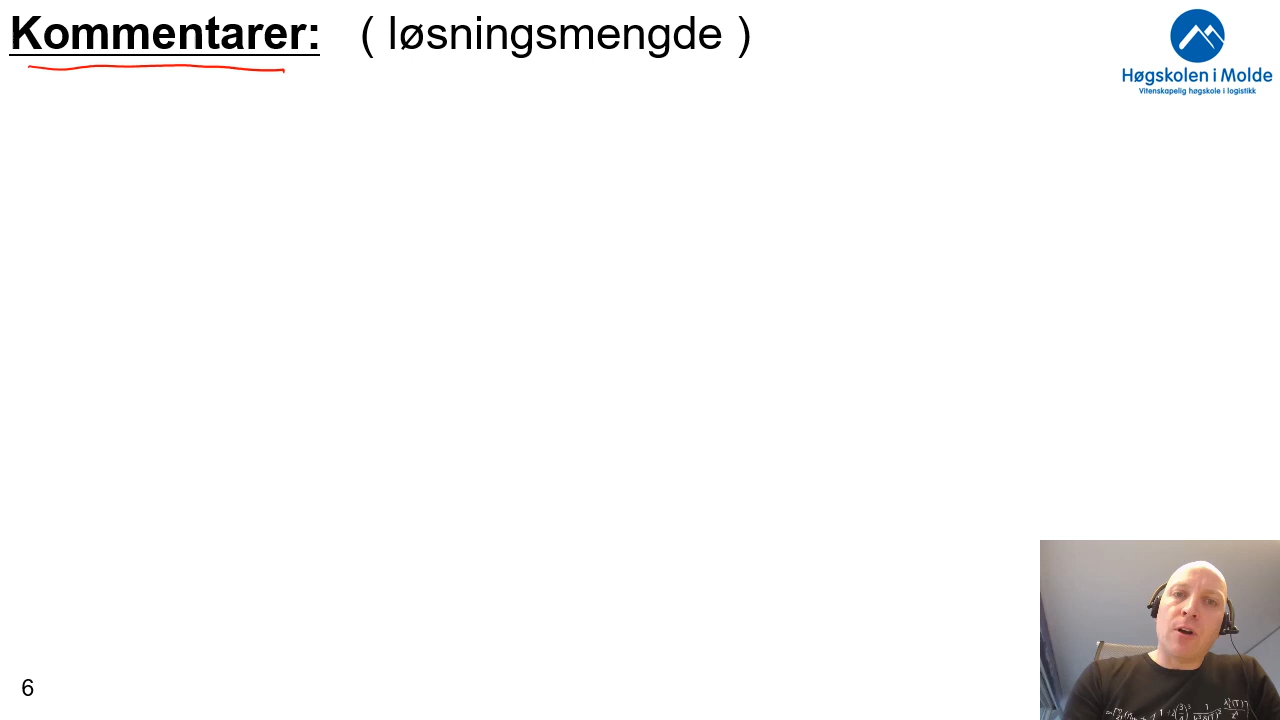 Kommentarer: ( løsningsmengde )
Høgskolen i Molde
Vitenskapelig høgskole i logistikk
6